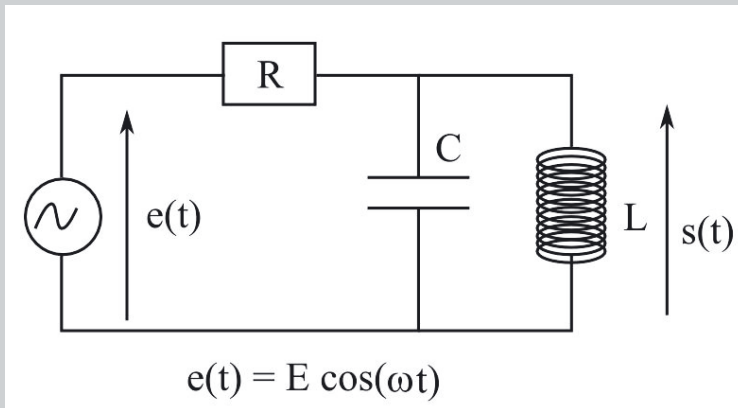 R
C
e(t)
L
s(t)
e(t) = E cos(ωt)